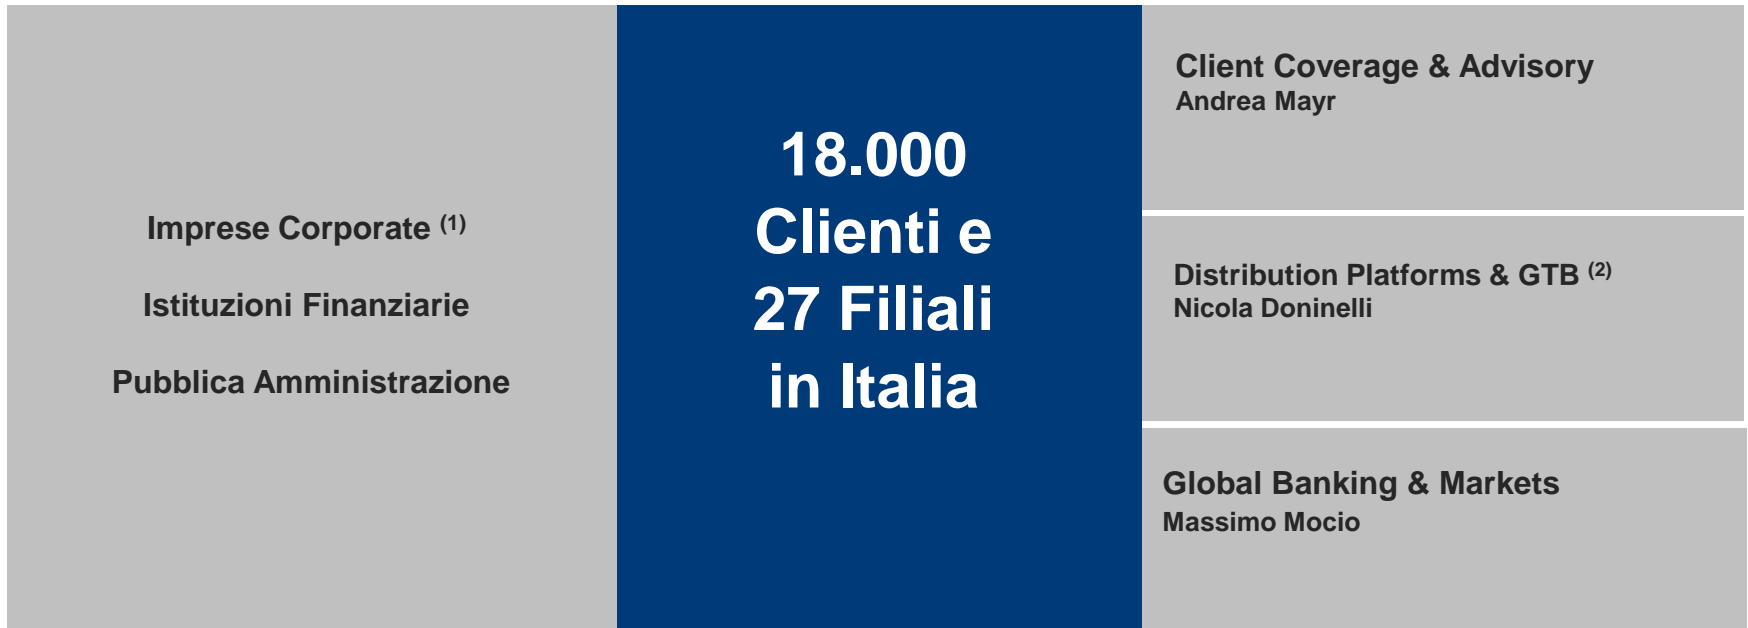 Imprese Corporate (1)
Istituzioni Finanziarie
Pubblica Amministrazione
18.000
Clienti e
27 Filiali
in Italia
Client Coverage & Advisory
Andrea Mayr
Distribution Platforms & GTB (2)
Nicola Doninelli
Global Banking & Markets
Massimo Mocio